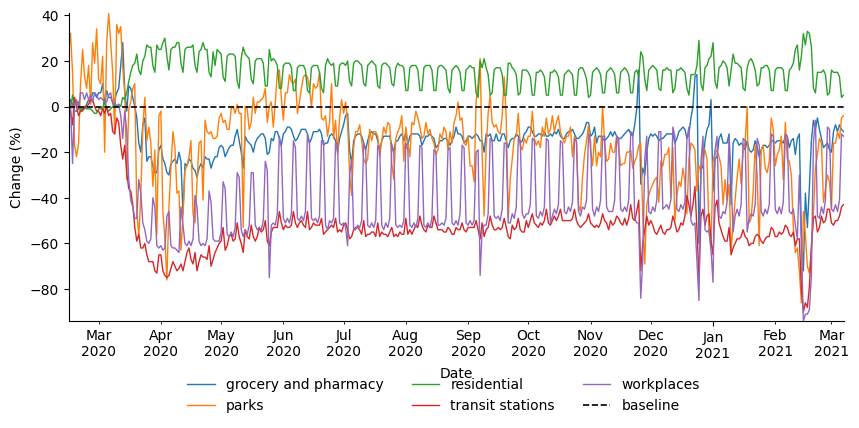 Change (%)
40
20
0
−20
−40
−60
−80
Mar
2020
Apr
2020
May
2020
Jun
2020
Jul
2020
Aug
2020
Sep
2020
Oct
2020
Nov
2020
Dec
2020
Jan
2021
Feb
2021
Mar
2021
Date
grocery and pharmacy
parks
residential
transit stations
workplaces
baseline